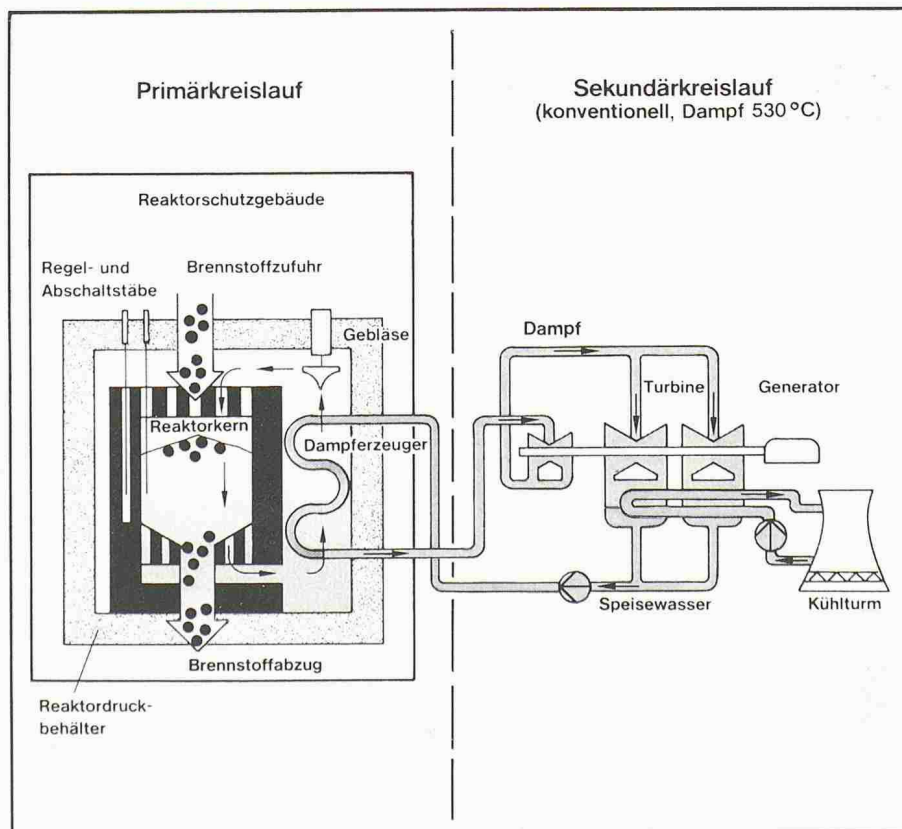 Primärkreislauf
Sekundärkreislauf
(konventionell, Dampf 530 °C)
Reaktorschutzgebäude
Regel- und
Abschaltstäbe
Brennstoffzufuhr
Gebläse
Reaktorkern
Dampferzeuger
Brennstoffabzug
Reaktordruck-
behälter
Dampf
Turbine
Generator
Speisewasser
Kühlturm